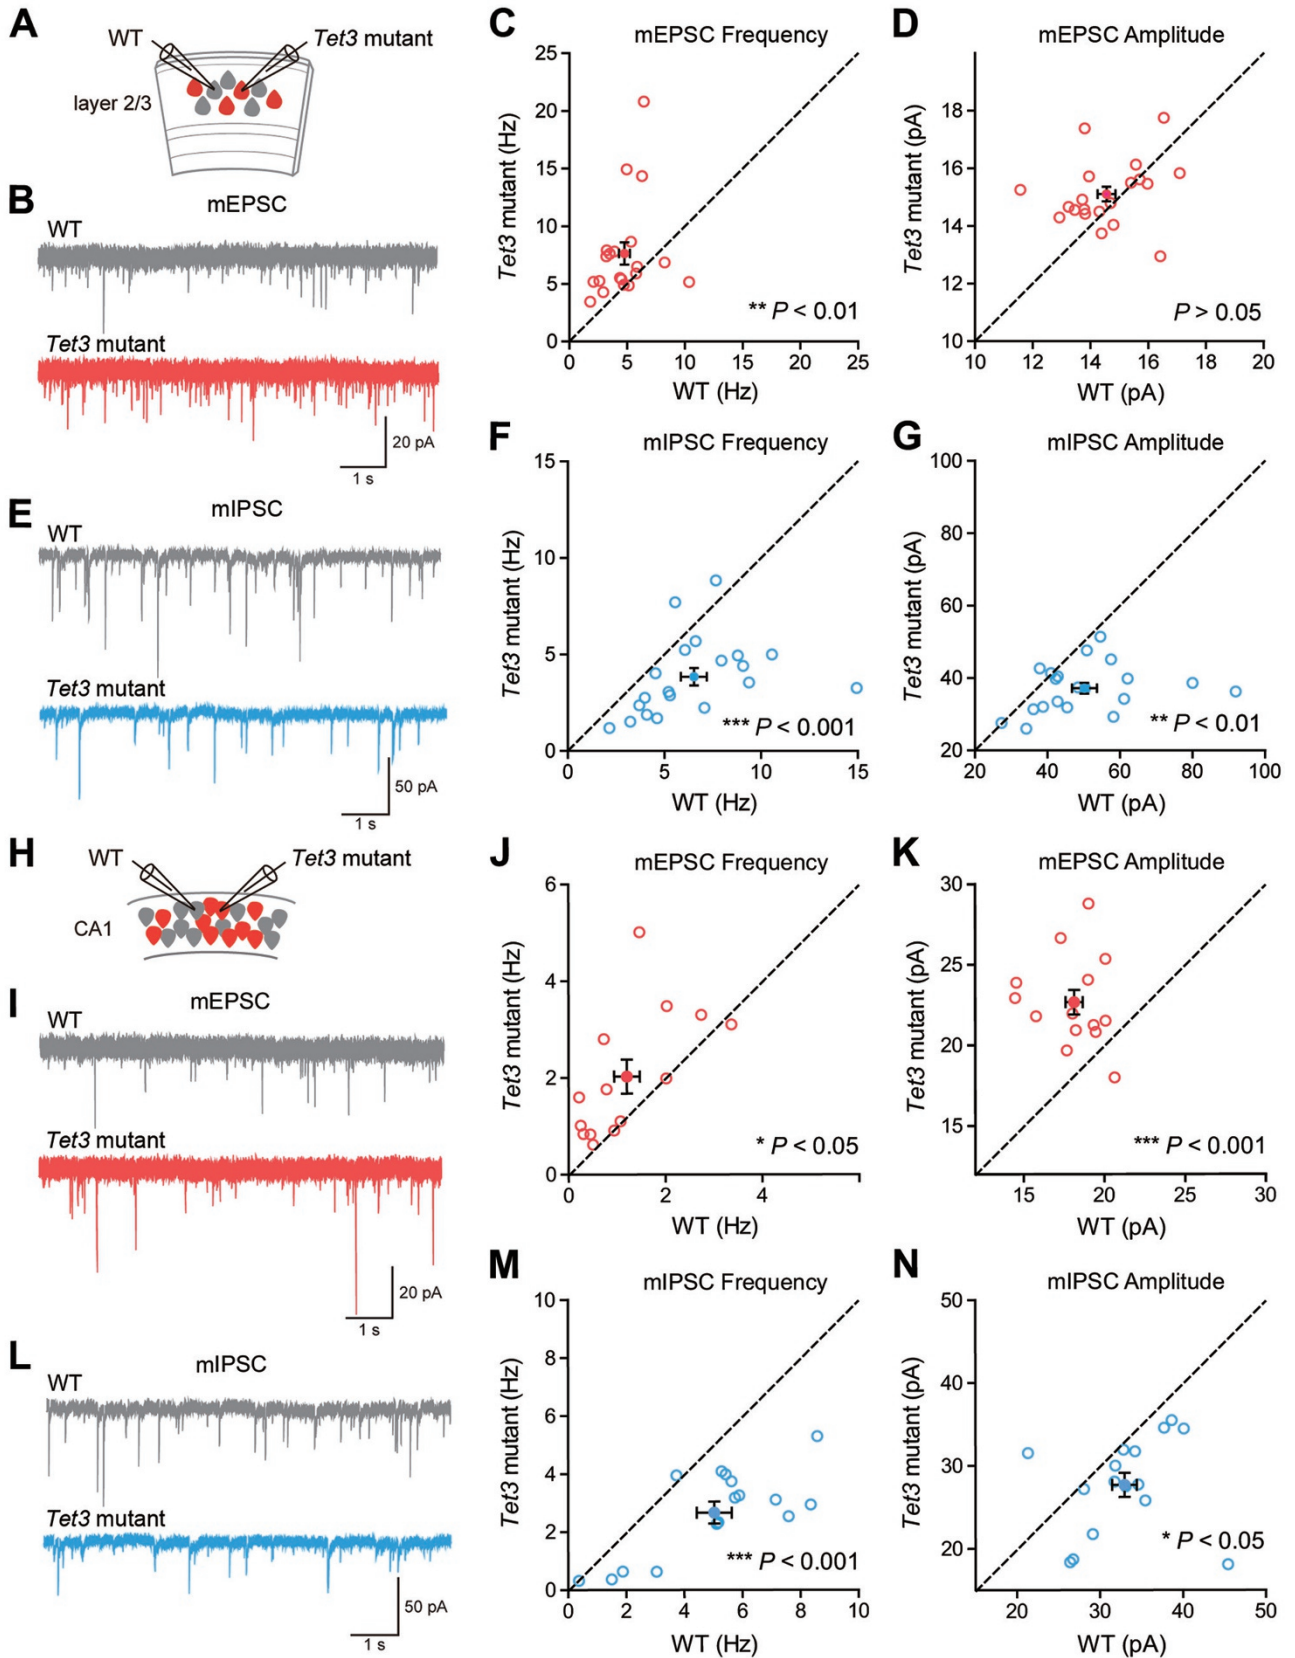 A
WT
Tet3 mutant
layer 2/3
B
mEPSC
WT
Tet3 mutant
20 pA
1 s
C
mEPSC Frequency
Tet3 mutant (Hz)
25
20
15
10
5
0
0 5 10 15 20 25
** P < 0.01
WT (Hz)
D
mEPSC Amplitude
Tet3 mutant (pA)
18
16
14
12
10
10 12 14 16 18 20
P > 0.05
WT (pA)
E
mIPSC
WT
Tet3 mutant
50 pA
1 s
F
mIPSC Frequency
Tet3 mutant (Hz)
15
10
5
0
0 5 10 15
*** P < 0.001
WT (Hz)
G
mIPSC Amplitude
Tet3 mutant (pA)
100
80
60
40
20
20 40 60 80 100
** P < 0.01
WT (pA)
H
WT
Tet3 mutant
CA1
I
mEPSC
WT
Tet3 mutant
20 pA
1 s
J
mEPSC Frequency
Tet3 mutant (Hz)
6
4
2
0
0 2 4
* P < 0.05
WT (Hz)
K
mEPSC Amplitude
Tet3 mutant (pA)
30
25
20
15
15 20 25 30
*** P < 0.001
WT (pA)
L
mIPSC
WT
Tet3 mutant
50 pA
1 s
M
mIPSC Frequency
Tet3 mutant (Hz)
10
8
6
4
2
0
0 2 4 6 8 10
*** P < 0.001
WT (Hz)
N
mIPSC Amplitude
Tet3 mutant (pA)
50
40
30
20
20 30 40 50
* P < 0.05
WT (pA)